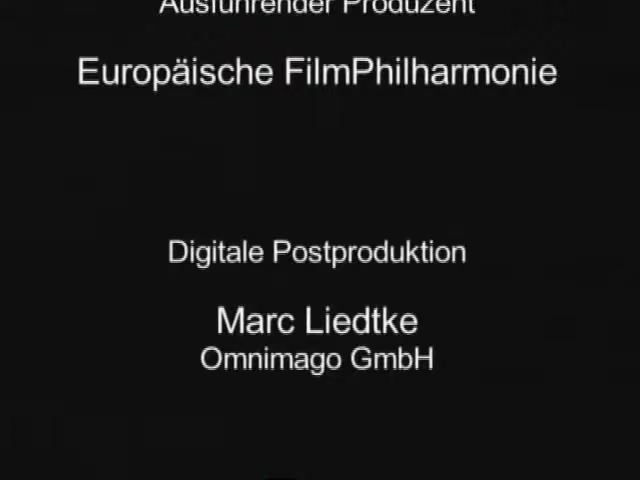 Ausführender Produzent
Europäische FilmPhilharmonie
Digitale Postproduktion
Marc Liedtke
Omnimago GmbH